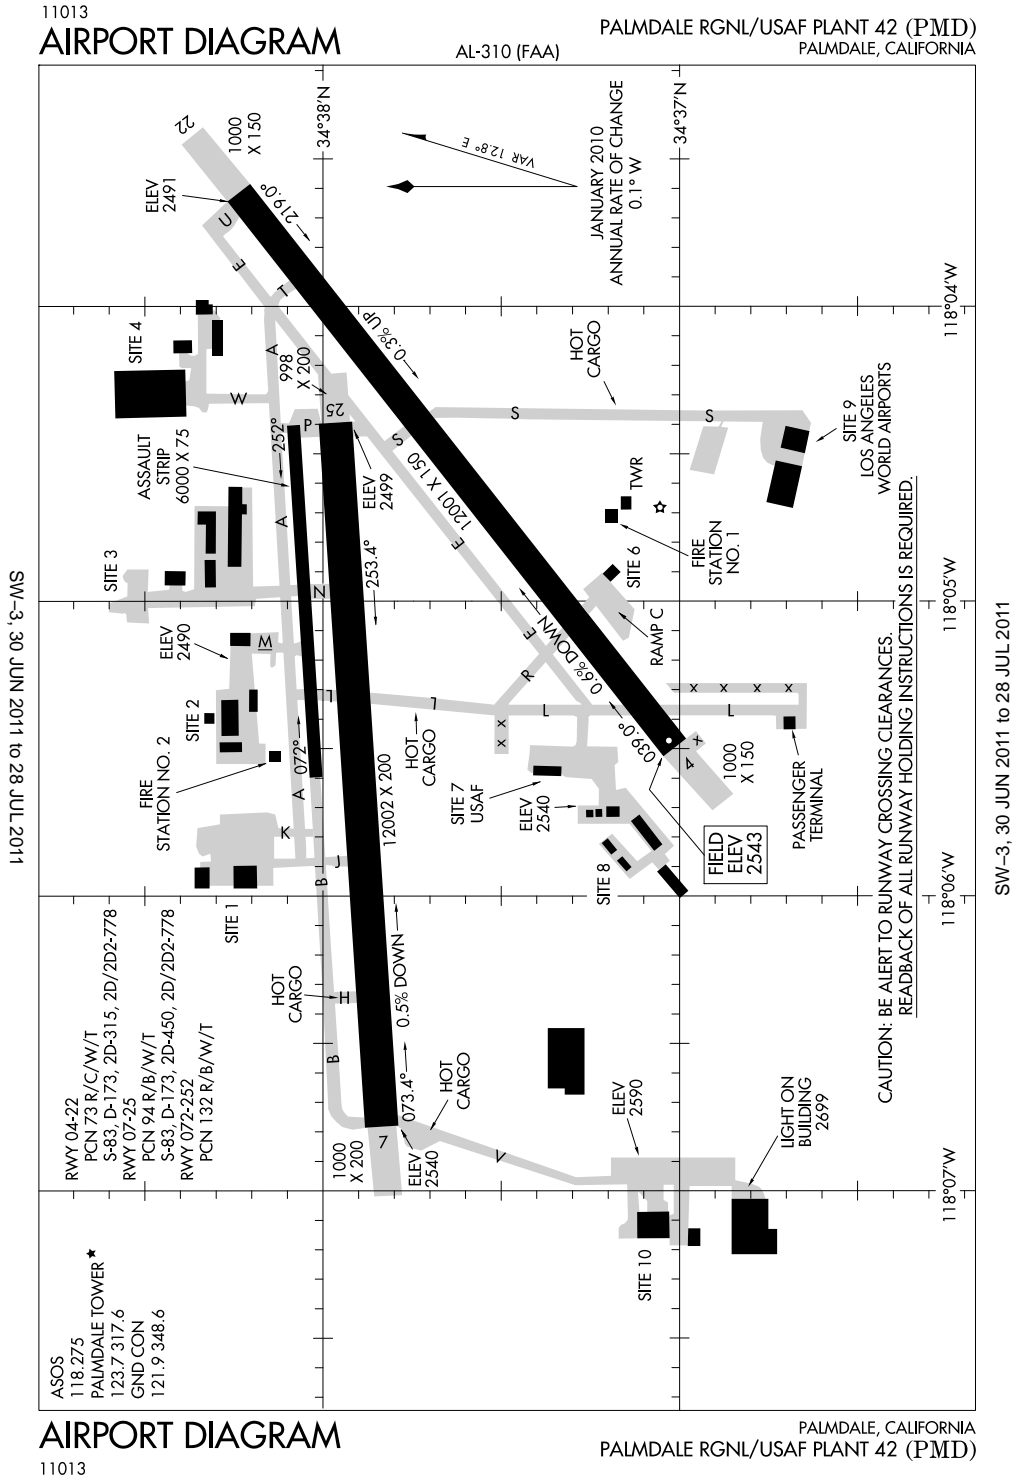 11013
AIRPORT DIAGRAM
AL-310 (FAA)
PALMDALE RGNL/USAF PLANT 42 (PMD)
PALMDALE, CALIFORNIA
22
1000
X 150
34°38'N
34°37'N
VAR 12.8° E
JANUARY 2010
ANNUAL RATE OF CHANGE
0.1° W
ELEV
2491
219.0°
U
E
T
118°04'W
SITE 4
A
998
X 200
0.3% UP
HOT
CARGO
W
25
P
S
S
S
SITE 9
LOS ANGELES
WORLD AIRPORTS
ASSAULT
STRIP
6000 X 75
252°
ELEV
2499
12001 X 150
TWR
A
E
FIRE
STATION
NO. 1
SITE 6
SITE 3
253.4°
N
118°05'W
ELEV
2490
M
E
RAMP C
0.6% DOWN
R
X X X X
SITE 2
L
L
L
L
X X
HOT
CARGO
039.0°
4
X
1000
X 150
PASSENGER
TERMINAL
FIRE
STATION NO. 2
072°
A
12002 X 200
SITE 7
USAF
ELEV
2540
K
J
B
SITE 8
FIELD
ELEV
2543
118°06'W
SITE 1
RWY 04-22
PCN 73 R/C/W/T
S-83, D-173, 2D-315, 2D/2D2-778
RWY 07-25
PCN 94 R/B/W/T
S-83, D-173, 2D-450, 2D/2D2-778
RWY 072-252
PCN 132 R/B/W/T
HOT
CARGO
H
0.5% DOWN
B
073.4°
HOT
CARGO
7
1000
X 200
ELEV
2540
V
ELEV
2590
LIGHT ON
BUILDING
2699
118°07'W
SITE 10
CAUTION: BE ALERT TO RUNWAY CROSSING CLEARANCES.
READBACK OF ALL RUNWAY HOLDING INSTRUCTIONS IS REQUIRED.
ASOS
118.275
PALMDALE TOWER★
123.7 317.6
GND CON
121.9 348.6
SW-3, 30 JUN 2011 to 28 JUL 2011
SW-3, 30 JUN 2011 to 28 JUL 2011
AIRPORT DIAGRAM
11013
PALMDALE, CALIFORNIA
PALMDALE RGNL/USAF PLANT 42 (PMD)